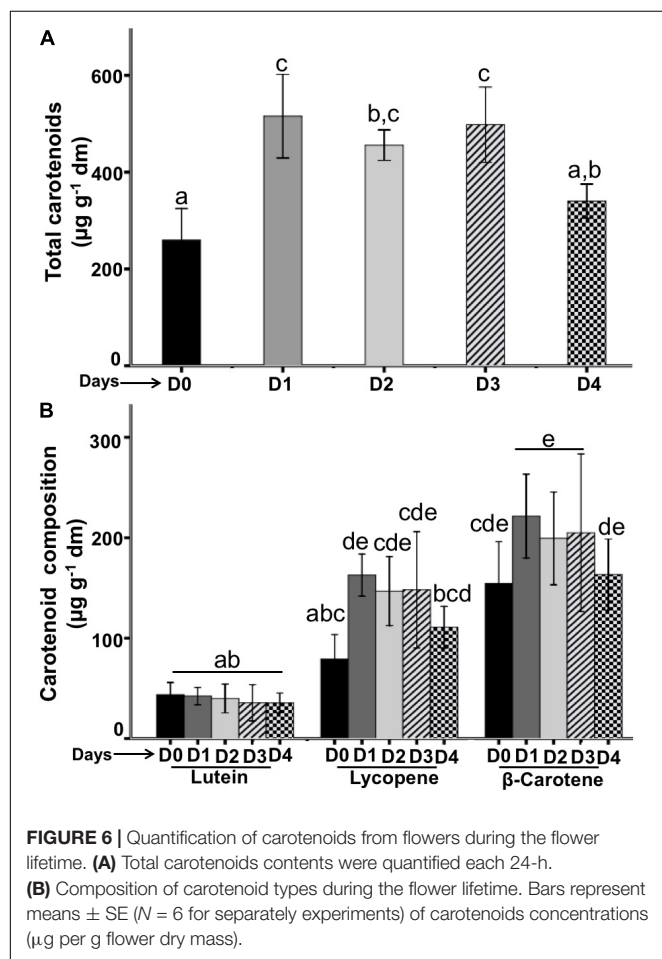 A
Total carotenoids
(µg g⁻¹ dm)
600
400
200
0
a
c
b,c
c
a,b
Days
D0 D1 D2 D3 D4
B
Carotenoid composition
(µg g⁻¹ dm)
300
200
100
0
ab
abc
de
cde
cde
bcd
cde
e
de
Days
D0 D1 D2 D3 D4 D0 D1 D2 D3 D4 D0 D1 D2 D3 D4
Lutein Lycopene β-Carotene
FIGURE 6 | Quantification of carotenoids from flowers during the flower
lifetime. (A) Total carotenoids contents were quantified each 24-h.
(B) Composition of carotenoid types during the flower lifetime. Bars represent
means ± SE (N = 6 for separately experiments) of carotenoids concentrations
(µg per g flower dry mass).